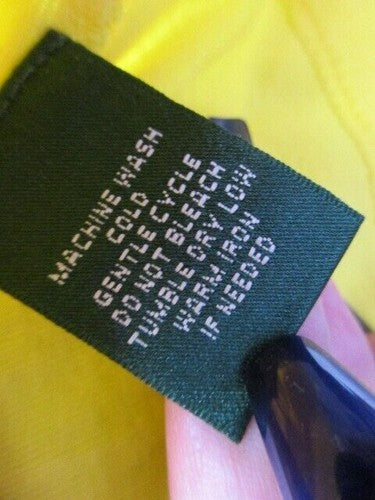 MACHINE WASH
COLD
GENTLE CYCLE
DO NOT BLEACH
TUMBLE DRY LOW
WARM IRON
IF NEEDED